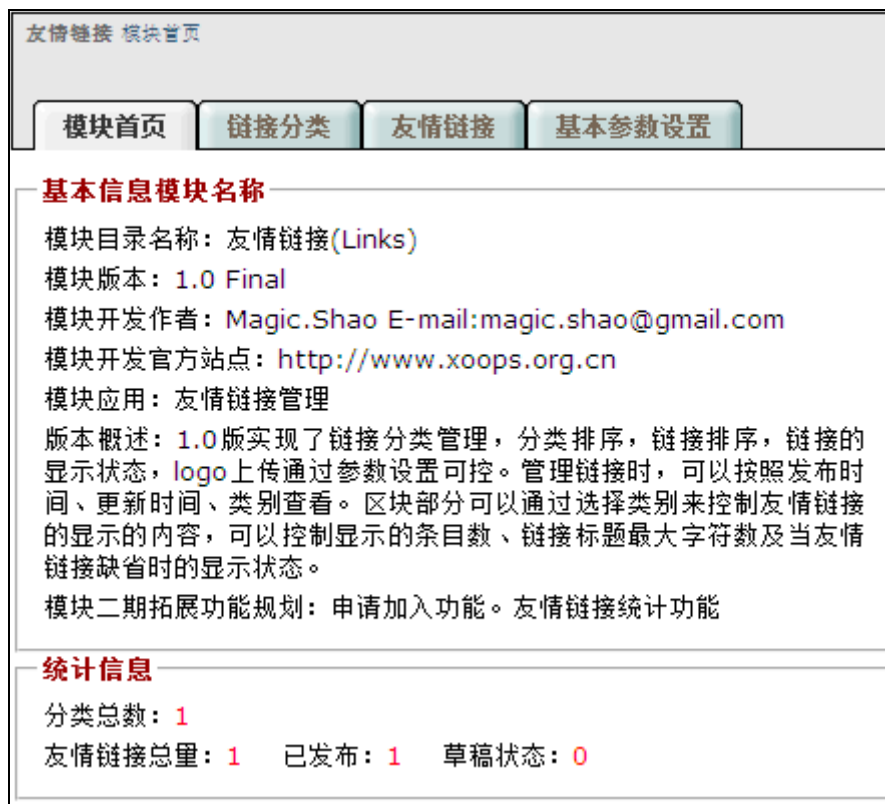 友情链接 模块首页
模块首页 链接分类 友情链接 基本参数设置
基本信息模块名称
模块目录名称：友情链接(Links)
模块版本：1.0 Final
模块开发作者：Magic.Shao E-mail:magic.shao@gmail.com
模块开发官方站点：http://www.xoops.org.cn
模块应用：友情链接管理
版本概述：1.0版实现了链接分类管理，分类排序，链接排序，链接的
显示状态，logo上传通过参数设置可控。管理链接时，可以按照发布时
间、更新时间、类别查看。区块部分可以通过选择类别来控制友情链接
的显示的内容，可以控制显示的条目数、链接标题最大字符数及当友情
链接缺省时的显示状态。
模块二期拓展功能规划：申请加入功能。友情链接统计功能
统计信息
分类总数：1
友情链接总量：1 已发布：1 草稿状态：0